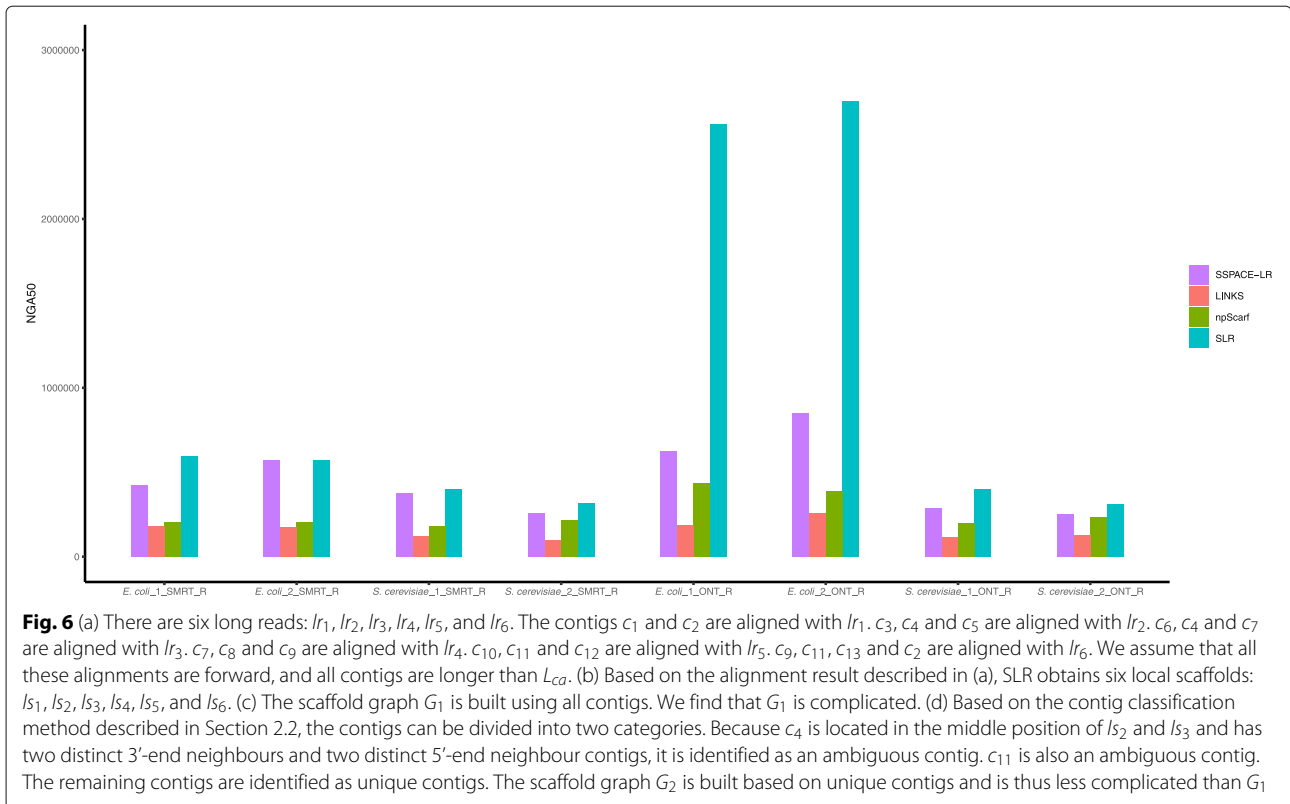 3000000
2000000
1000000
0
NGA50
SSPACE−LR
LINKS
npScarf
SLR
E. coli_1_SMRT_R
E. coli_2_SMRT_R
S. cerevisiae_1_SMRT_R
S. cerevisiae_2_SMRT_R
E. coli_1_ONT_R
E. coli_2_ONT_R
S. cerevisiae_1_ONT_R
S. cerevisiae_2_ONT_R
Fig. 6 (a) There are six long reads: lr1, lr2, lr3, lr4, lr5, and lr6. The contigs c1 and c2 are aligned with lr1. c3, c4 and c5 are aligned with lr2. c6, c4 and c7
are aligned with lr3. c7, c8 and c9 are aligned with lr4. c10, c11 and c12 are aligned with lr5. c9, c11, c13 and c2 are aligned with lr6. We assume that all
these alignments are forward, and all contigs are longer than Lca. (b) Based on the alignment result described in (a), SLR obtains six local scaffolds:
ls1, ls2, ls3, ls4, ls5, and ls6. (c) The scaffold graph G1 is built using all contigs. We find that G1 is complicated. (d) Based on the contig classification
method described in Section 2.2, the contigs can be divided into two categories. Because c4 is located in the middle position of ls2 and ls3 and has
two distinct 3′-end neighbours and two distinct 5′-end neighbour contigs, it is identified as an ambiguous contig. c11 is also an ambiguous contig.
The remaining contigs are identified as unique contigs. The scaffold graph G2 is built based on unique contigs and is thus less complicated than G1